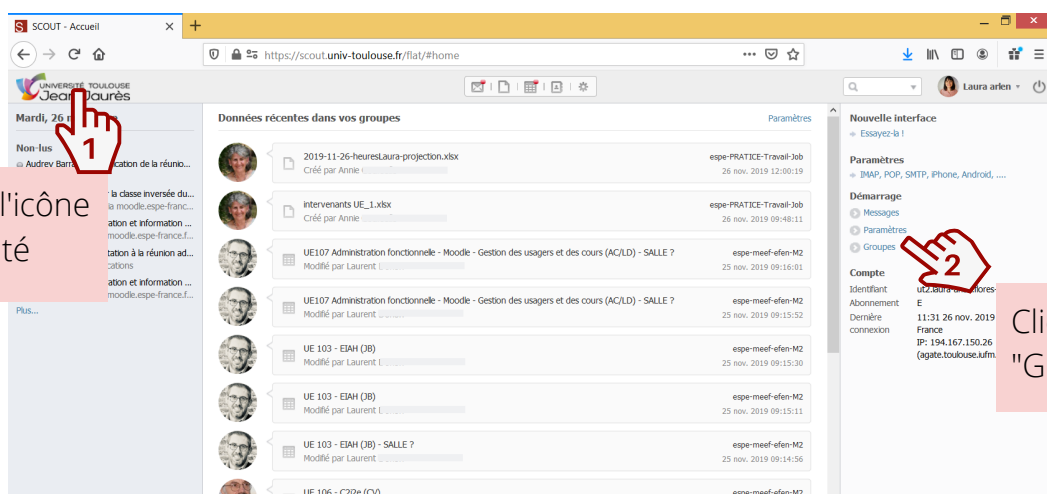 SCOUT - Accueil
https://scout.univ-toulouse.fr/flat/#home
UNIVERSITÉ TOULOUSE
Jean Jaurès
Laura arlen
Mardi, 26
Non-lus
Audrey Barra cation de la réunio...
la classe inversée du...
moodle.espe-franc...
ation et information ...
moodle.espe-france.f...
tation à la réunion ad...
cations
ation et information ...
moodle.espe-france.f...
Plus...
1
l'icône
té
Données récentes dans vos groupes
Paramètres
2019-11-26-heuresLaura-projection.xlsx
Créé par Annie
espe-PRATICE-Travail-Job
26 nov. 2019 12:00:19
intervenants UE_1.xlsx
Créé par Annie
espe-PRATICE-Travail-Job
26 nov. 2019 09:48:11
UE107 Administration fonctionnelle - Moodle - Gestion des usagers et des cours (AC/LD) - SALLE ?
Modifié par Laurent
espe-meef-efen-M2
25 nov. 2019 09:16:01
UE107 Administration fonctionnelle - Moodle - Gestion des usagers et des cours (AC/LD) - SALLE ?
Modifié par Laurent
espe-meef-efen-M2
25 nov. 2019 09:15:52
UE 103 - EIAH (JB)
Modifié par Laurent
espe-meef-efen-M2
25 nov. 2019 09:15:30
UE 103 - EIAH (JB)
Modifié par Laurent
espe-meef-efen-M2
25 nov. 2019 09:15:11
UE 103 - EIAH (JB) - SALLE ?
Modifié par Laurent
espe-meef-efen-M2
25 nov. 2019 09:14:56
UE 106 - C2i2e (CV)
espe-meef-efen-M2
Nouvelle interface
Essayez-la !
Paramètres
IMAP, POP, SMTP, iPhone, Android, ....
Démarrage
Messages
Paramètres
Groupes
2
Compte
Identifiant
Abonnement E
Dernière 11:31 26 nov. 2019
connexion France
IP: 194.167.150.26
(agate.toulouse.iufm.
Cli
"G